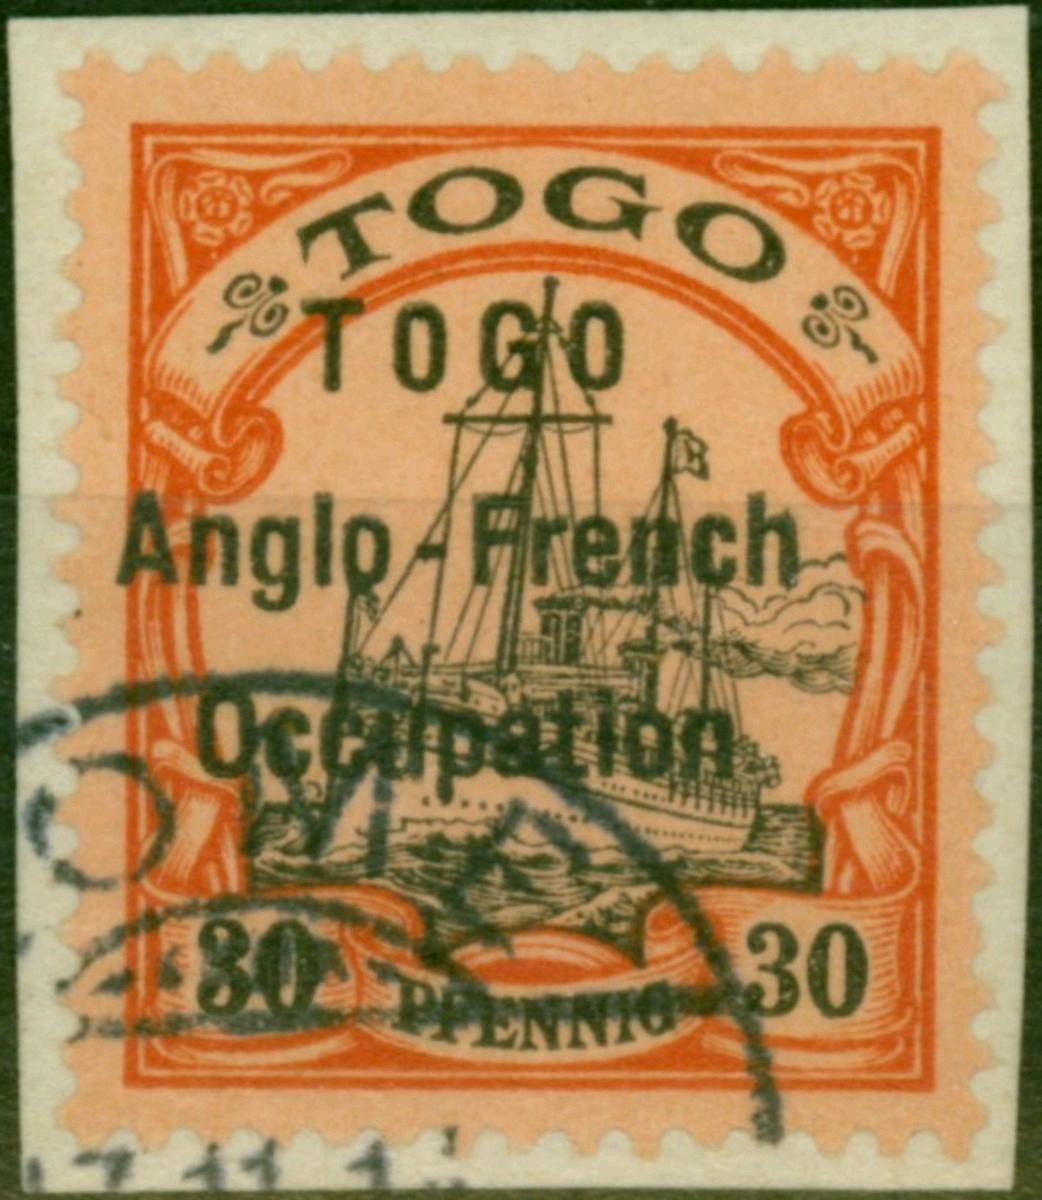 TOGO
TOGO
Anglo-French
Occupation
30 PFENNIG 30